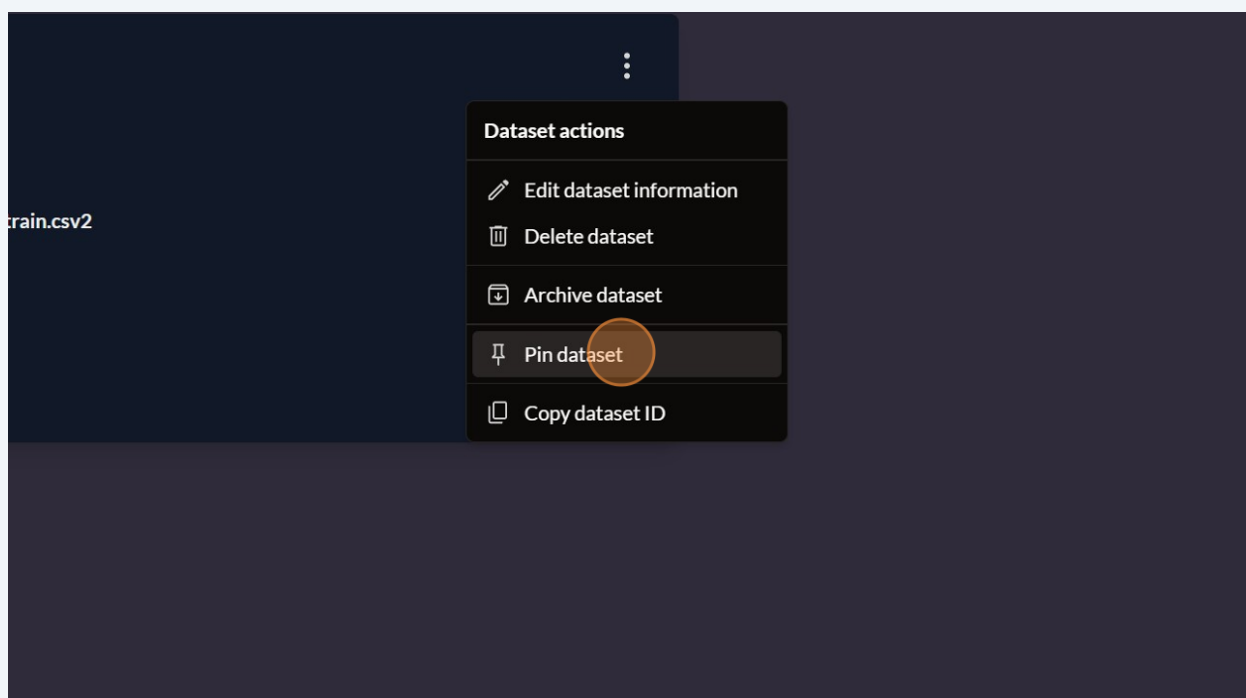 Dataset actions
Edit dataset information
train.csv2
Delete dataset
Archive dataset
Pin dataset
Copy dataset ID